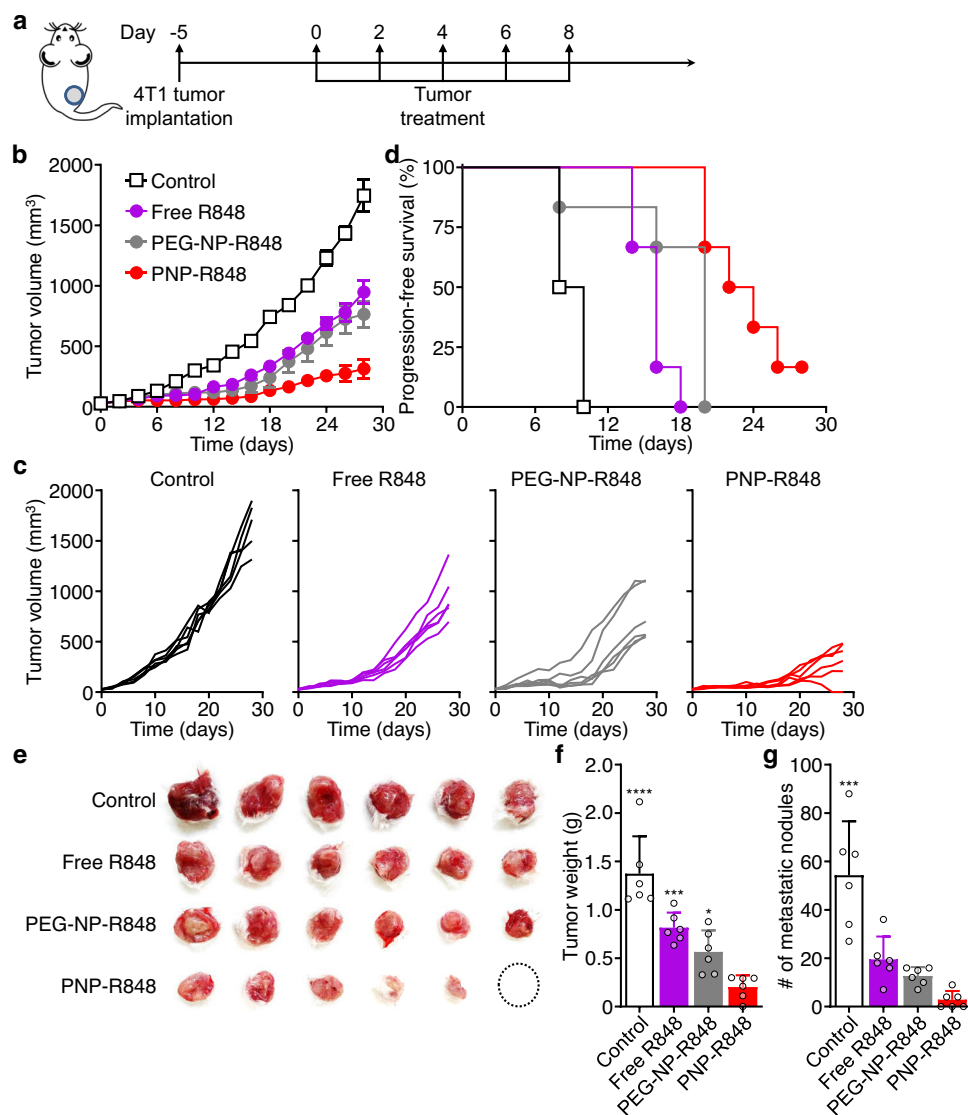 a
Day -5 0 2 4 6 8
4T1 tumor
implantation
Tumor
treatment
b
Tumor volume (mm³)
2000
1500
1000
500
0
Control
Free R848
PEG-NP-R848
PNP-R848
0 6 12 18 24 30
Time (days)
d
Progression-free survival (%)
100
75
50
25
0
0 6 12 18 24 30
Time (days)
c
Tumor volume (mm³)
2000
1500
1000
500
0
Control Free R848 PEG-NP-R848 PNP-R848
0 10 20 30 0 10 20 30 0 10 20 30 0 10 20 30
Time (days) Time (days) Time (days) Time (days)
e
Control
Free R848
PEG-NP-R848
PNP-R848
f
Tumor weight (g)
2.0
1.5
1.0
0.5
0
****
***
*
Control
Free R848
PEG-NP-R848
PNP-R848
g
# of metastatic nodules
100
80
60
40
20
0
***
Control
Free R848
PEG-NP-R848
PNP-R848